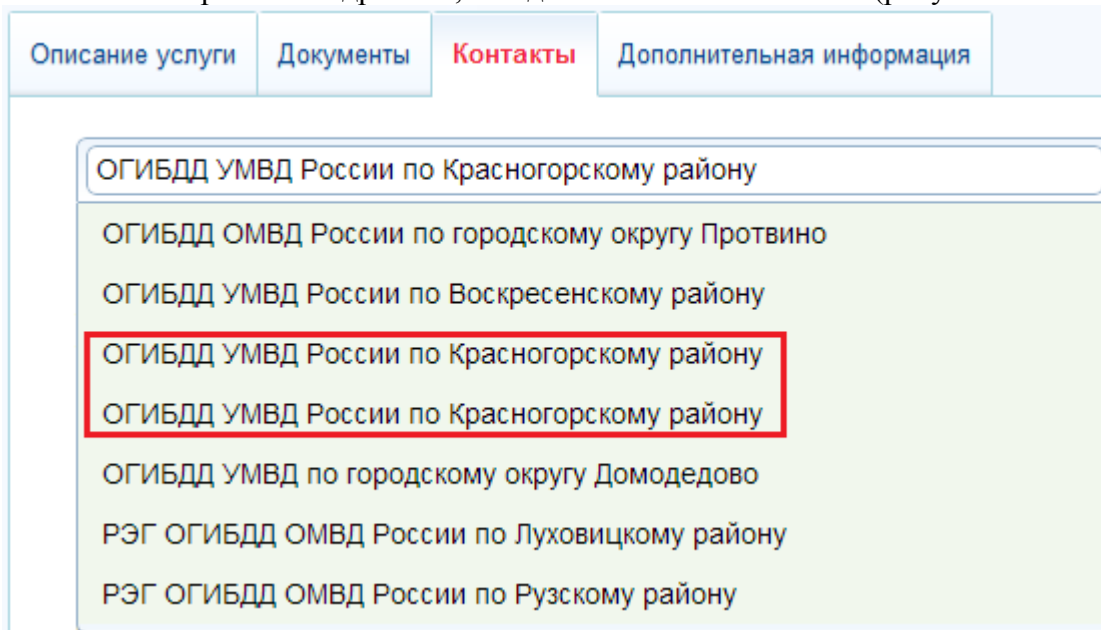 Описание услуги Документы Контакты Дополнительная информация
ОГИБДД УМВД России по Красногорскому району
ОГИБДД ОМВД России по городскому округу Протвино
ОГИБДД УМВД России по Воскресенскому району
ОГИБДД УМВД России по Красногорскому району
ОГИБДД УМВД России по Красногорскому району
ОГИБДД УМВД по городскому округу Домодедово
РЭГ ОГИБДД ОМВД России по Луховицкому району
РЭГ ОГИБДД ОМВД России по Рузскому району